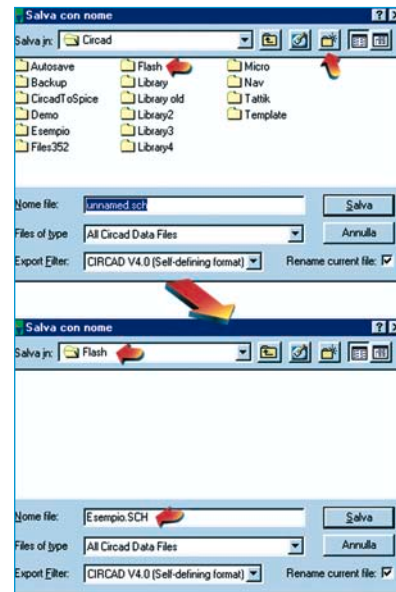 Salva con nome
Salva in: Circad
Autosave Flash Micro
Backup Library Nav
CircadToSpice Library old Tattik
Demo Library2 Template
Esempio Library3
Files352 Library4
Nome file: unnamed.sch Salva
Files of type All Circad Data Files Annulla
Export Filter: CIRCAD V4.0 (Self-defining format) Rename current file:
Salva con nome
Salva in: Flash
Nome file: Esempio.SCH Salva
Files of type All Circad Data Files Annulla
Export Filter: CIRCAD V4.0 (Self-defining format) Rename current file: